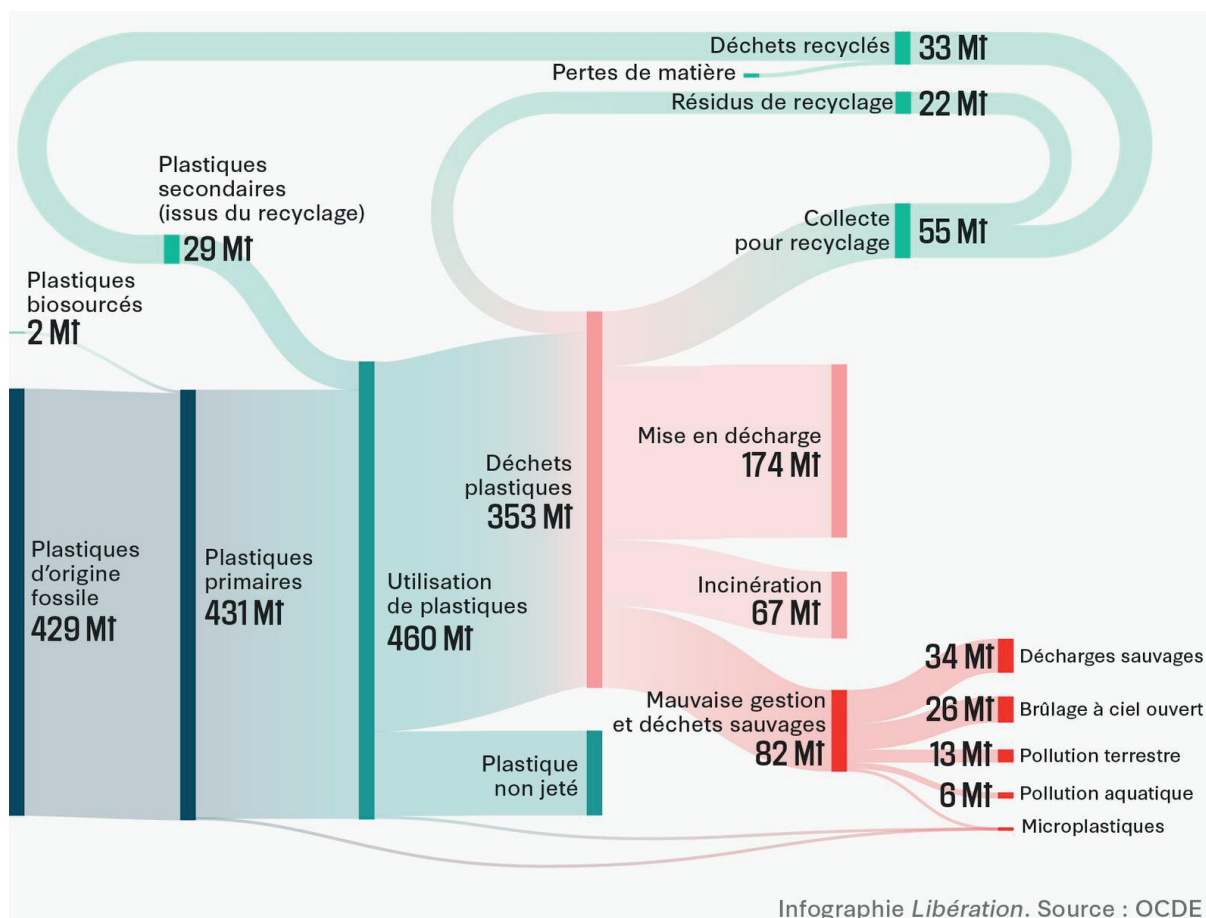 Déchets recyclés
33 Mt
Pertes de matière
Résidus de recyclage
22 Mt
Plastiques
secondaires
(issus du recyclage)
29 Mt
Collecte
pour recyclage
55 Mt
Plastiques
biosourcés
2 Mt
Plastiques
d'origine
fossile
429 Mt
Plastiques
primaires
431 Mt
Utilisation
de plastiques
460 Mt
Déchets
plastiques
353 Mt
Mise en décharge
174 Mt
Incinération
67 Mt
Mauvaise gestion
et déchets sauvages
82 Mt
Plastique
non jeté
34 Mt Décharges sauvages
26 Mt Brûlage à ciel ouvert
13 Mt Pollution terrestre
6 Mt Pollution aquatique
Microplastiques
Infographie Libération. Source : OCDE